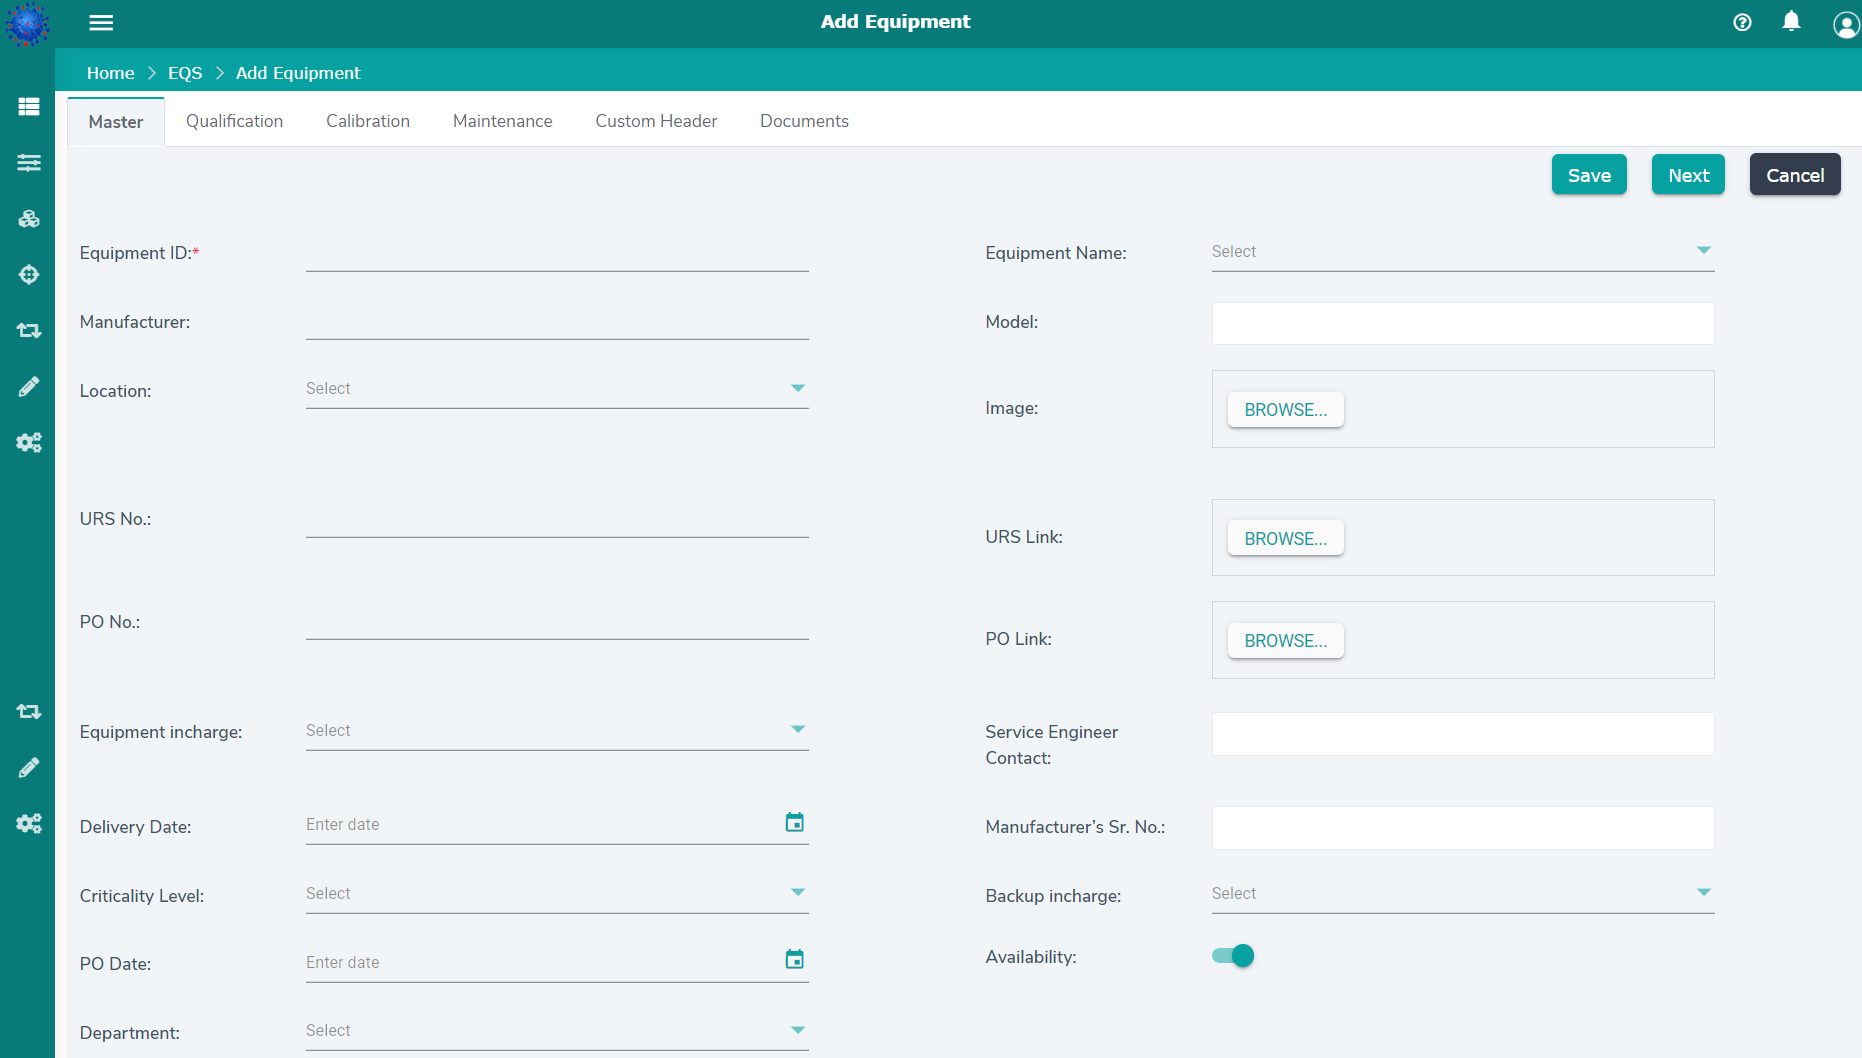 Add Equipment
Home > EQS > Add Equipment
Master Qualification Calibration Maintenance Custom Header Documents
Save Next Cancel
Equipment ID:* Equipment Name: Select
Manufacturer: Model:
Location: Select Image: BROWSE...
URS No.: URS Link: BROWSE...
PO No.: PO Link: BROWSE...
Equipment incharge: Select Service Engineer
Contact:
Delivery Date: Enter date Manufacturer’s Sr. No.:
Criticality Level: Select Backup incharge: Select
PO Date: Enter date Availability:
Department: Select